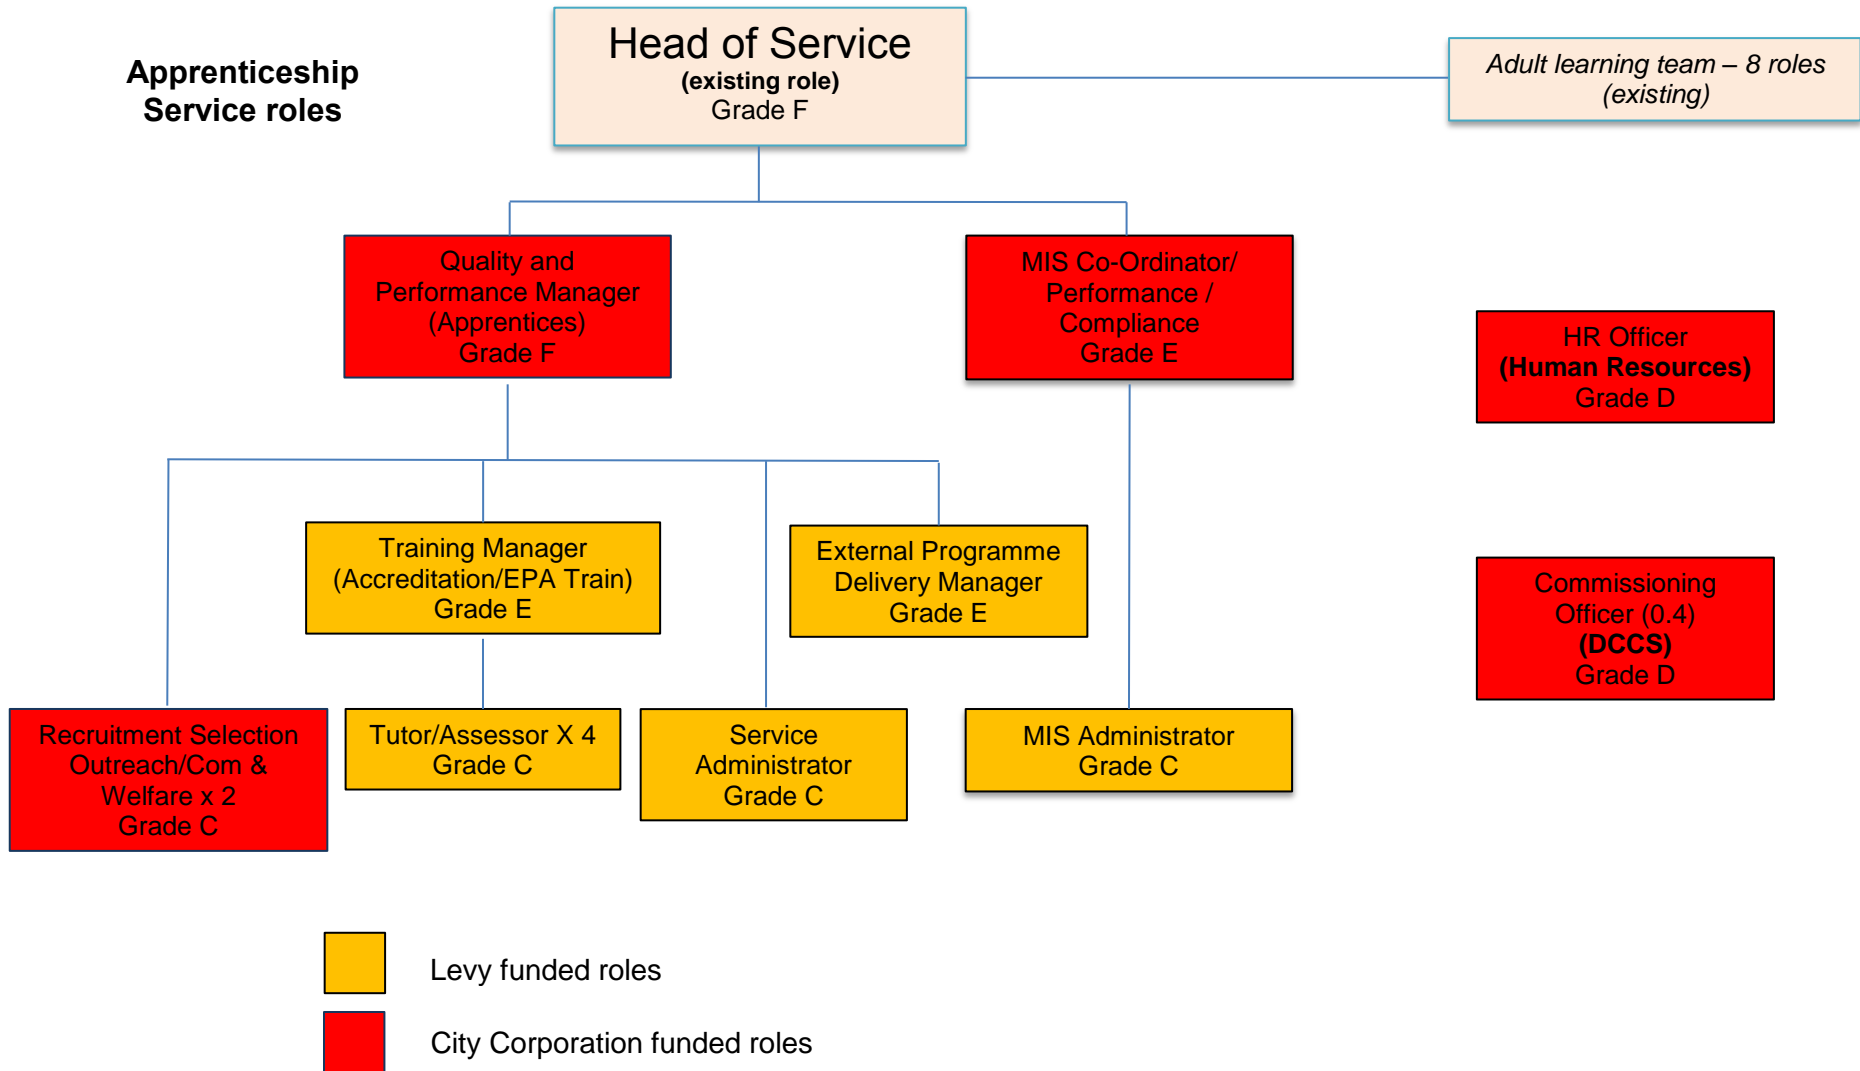 Apprenticeship
Service roles
Head of Service
(existing role)
Grade F
Adult learning team – 8 roles
(existing)
Quality and
Performance Manager
(Apprentices)
Grade F
MIS Co-Ordinator/
Performance /
Compliance
Grade E
HR Officer
(Human Resources)
Grade D
Training Manager
(Accreditation/EPA Train)
Grade E
External Programme
Delivery Manager
Grade E
Commissioning
Officer (0.4)
(DCCS)
Grade D
Recruitment Selection
Outreach/Com &
Welfare x 2
Grade C
Tutor/Assessor X 4
Grade C
Service
Administrator
Grade C
MIS Administrator
Grade C
Levy funded roles
City Corporation funded roles